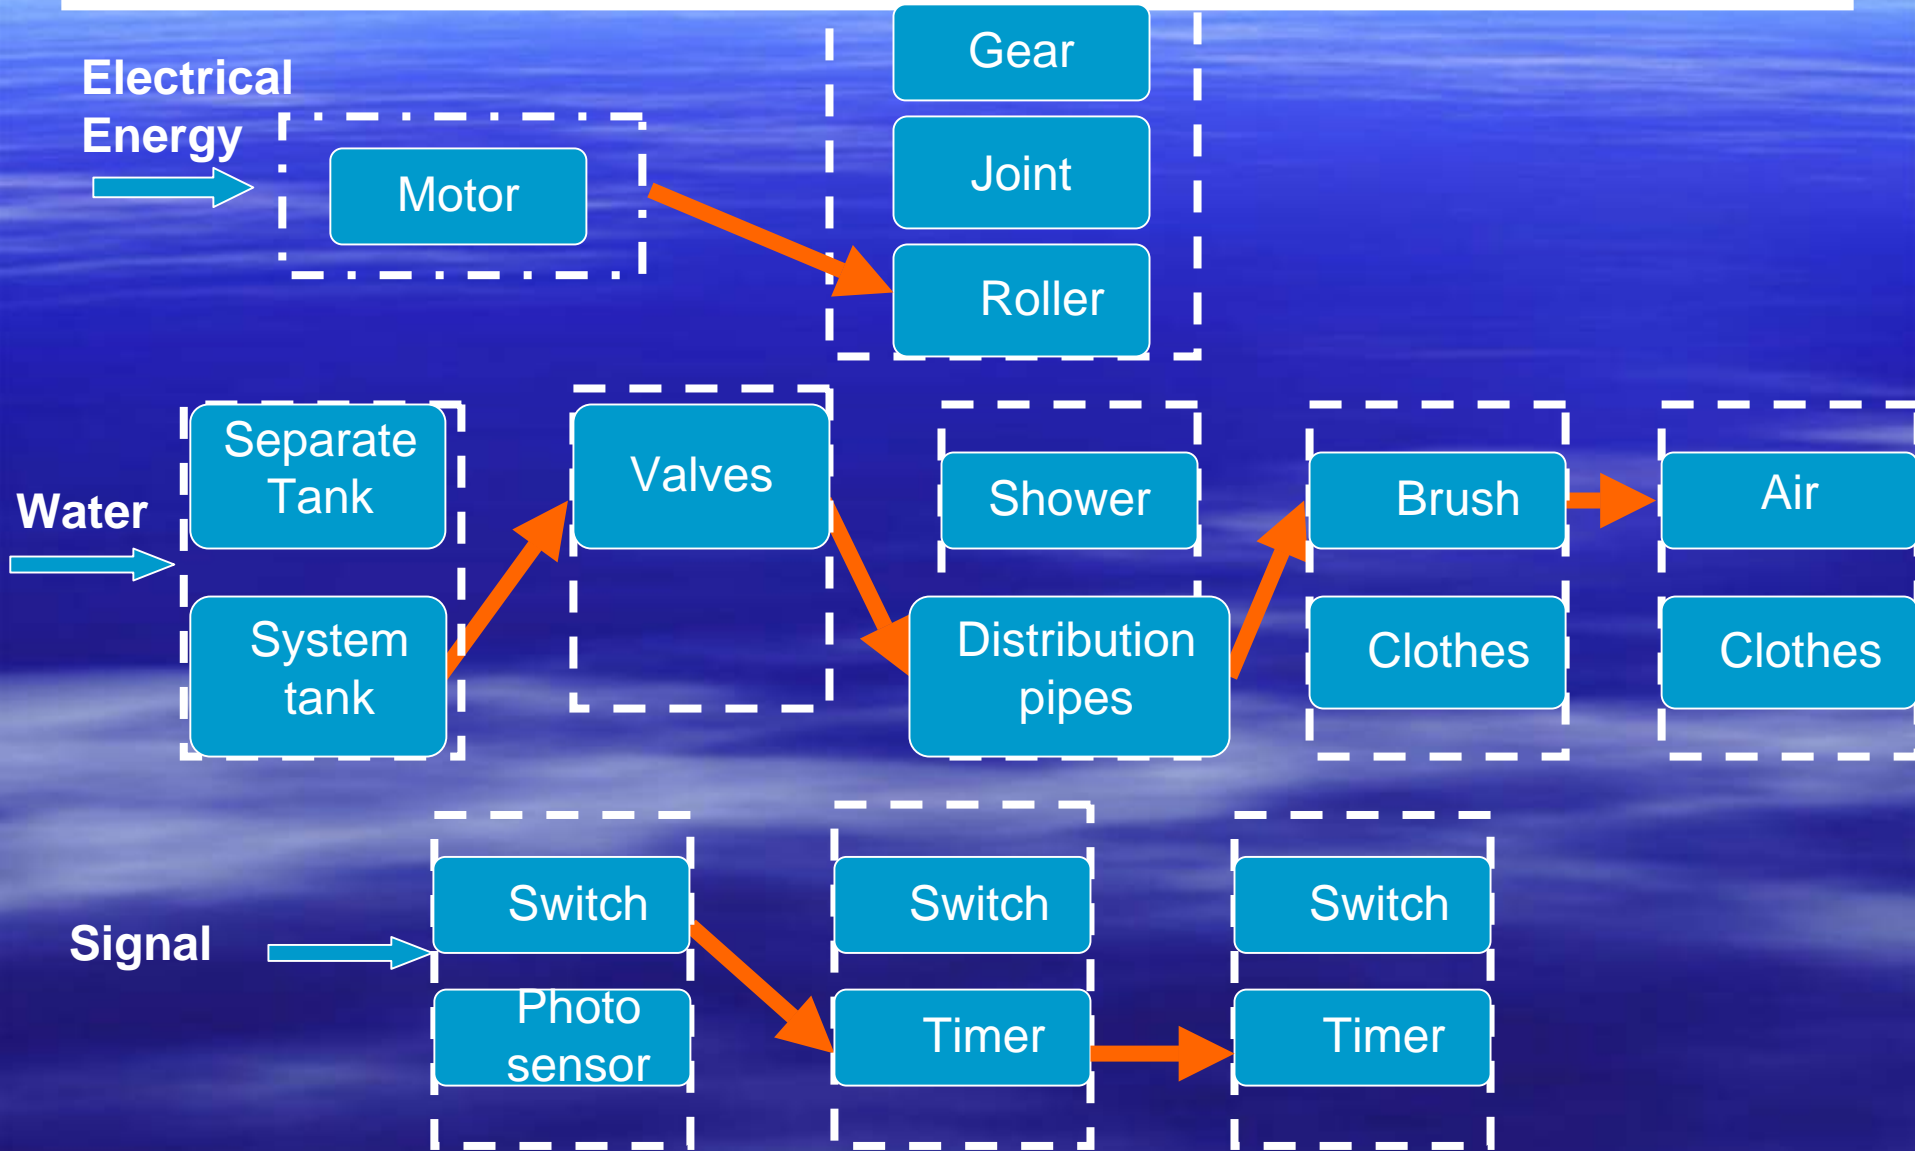 Gear
Electrical
Energy
Motor
Joint
Roller
Separate
Tank
Valves
Shower
Brush
Air
Water
System
tank
Distribution
pipes
Clothes
Clothes
Switch
Switch
Switch
Signal
Photo
sensor
Timer
Timer